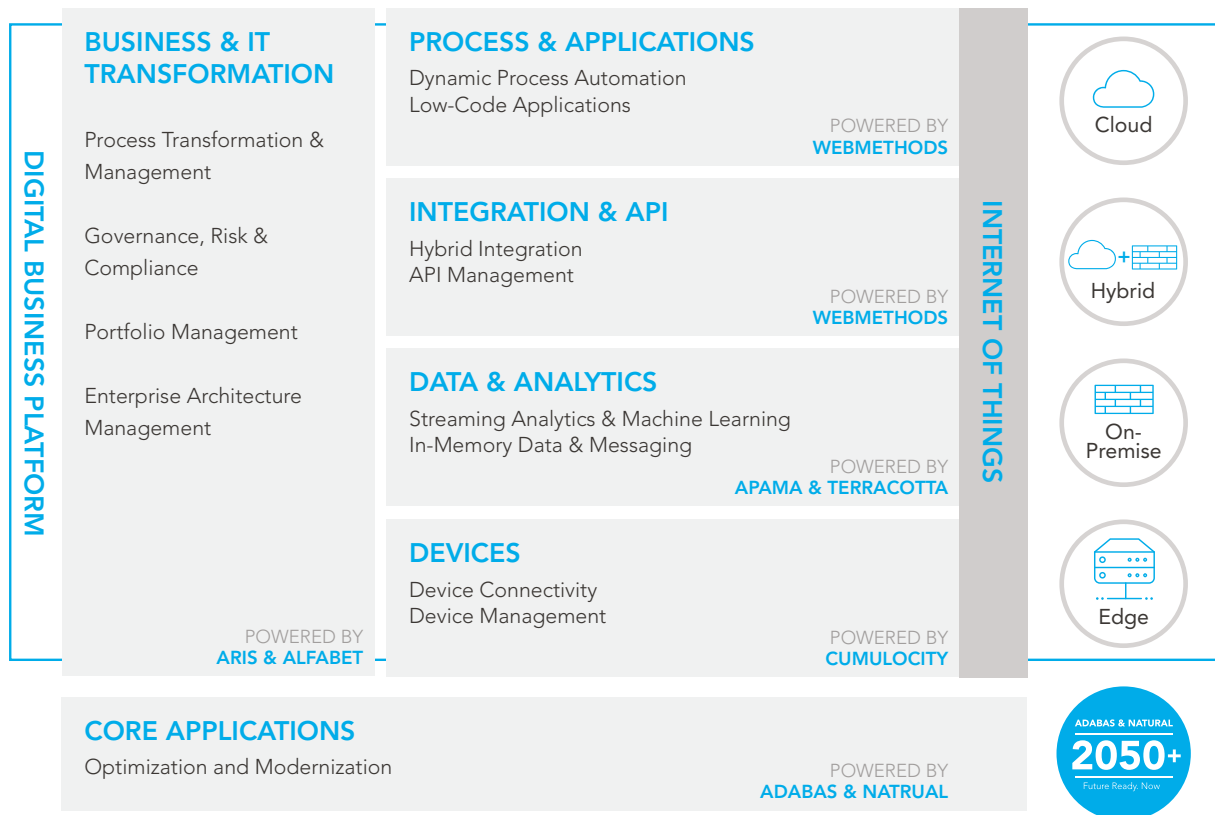 DIGITAL BUSINESS PLATFORM
BUSINESS & IT
TRANSFORMATION
Process Transformation &
Management
Governance, Risk &
Compliance
Portfolio Management
Enterprise Architecture
Management
POWERED BY
ARIS & ALFABET
PROCESS & APPLICATIONS
Dynamic Process Automation
Low-Code Applications
POWERED BY
WEBMETHODS
INTEGRATION & API
Hybrid Integration
API Management
POWERED BY
WEBMETHODS
DATA & ANALYTICS
Streaming Analytics & Machine Learning
In-Memory Data & Messaging
POWERED BY
APAMA & TERRACOTTA
DEVICES
Device Connectivity
Device Management
POWERED BY
CUMULOCITY
INTERNET OF THINGS
Cloud
+
Hybrid
On-
Premise
Edge
CORE APPLICATIONS
Optimization and Modernization
POWERED BY
ADABAS & NATRUAL
ADABAS & NATURAL
2050+
Future Ready. Now